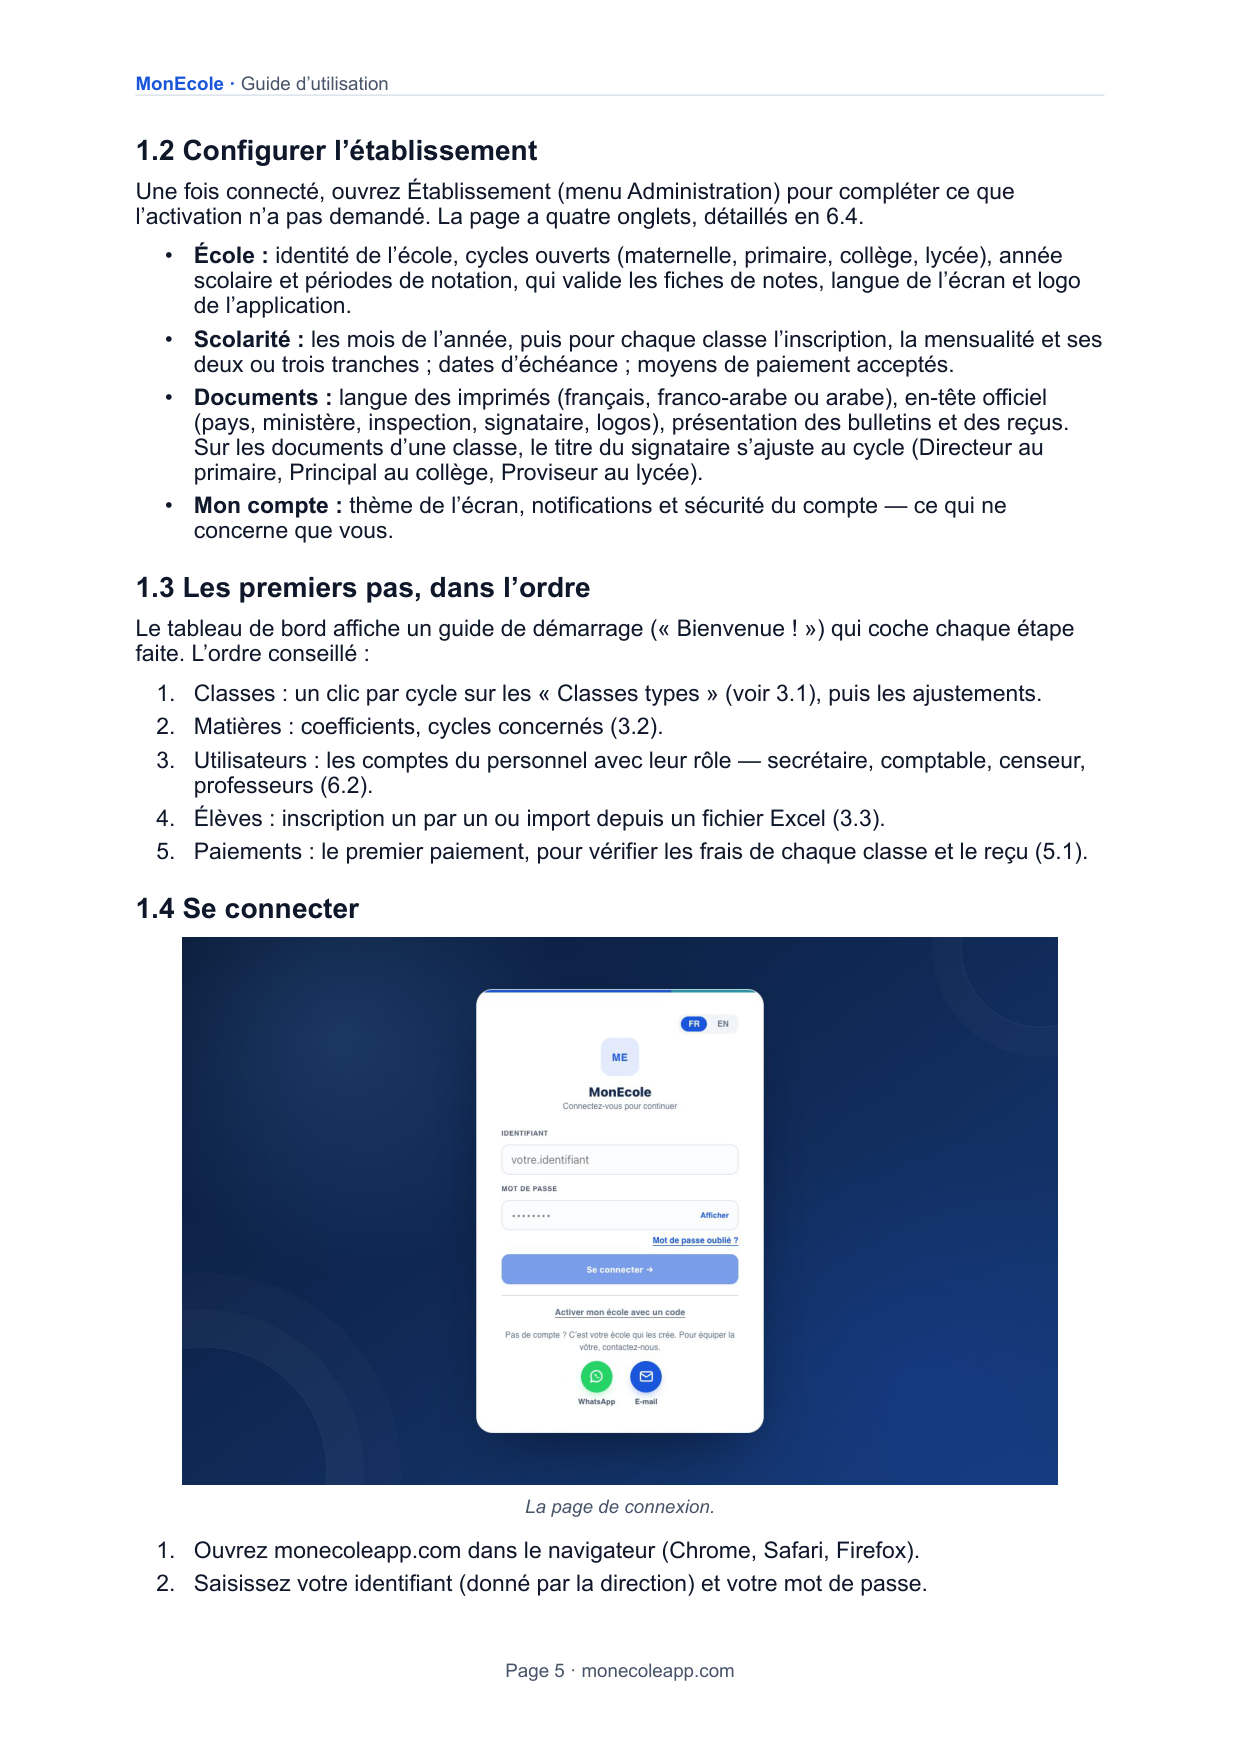 MonEcole · Guide d’utilisation
1.2 Configurer l’établissement
Une fois connecté, ouvrez Établissement (menu Administration) pour compléter ce que
l’activation n’a pas demandé. La page a quatre onglets, détaillés en 6.4.
• École : identité de l’école, cycles ouverts (maternelle, primaire, collège, lycée), année
scolaire et périodes de notation, qui valide les fiches de notes, langue de l’écran et logo
de l’application.
• Scolarité : les mois de l’année, puis pour chaque classe l’inscription, la mensualité et ses
deux ou trois tranches ; dates d’échéance ; moyens de paiement acceptés.
• Documents : langue des imprimés (français, franco-arabe ou arabe), en-tête officiel
(pays, ministère, inspection, signataire, logos), présentation des bulletins et des reçus.
Sur les documents d’une classe, le titre du signataire s’ajuste au cycle (Directeur au
primaire, Principal au collège, Proviseur au lycée).
• Mon compte : thème de l’écran, notifications et sécurité du compte — ce qui ne
concerne que vous.
1.3 Les premiers pas, dans l’ordre
Le tableau de bord affiche un guide de démarrage (« Bienvenue ! ») qui coche chaque étape
faite. L’ordre conseillé :
1. Classes : un clic par cycle sur les « Classes types » (voir 3.1), puis les ajustements.
2. Matières : coefficients, cycles concernés (3.2).
3. Utilisateurs : les comptes du personnel avec leur rôle — secrétaire, comptable, censeur,
professeurs (6.2).
4. Élèves : inscription un par un ou import depuis un fichier Excel (3.3).
5. Paiements : le premier paiement, pour vérifier les frais de chaque classe et le reçu (5.1).
1.4 Se connecter
FR EN
ME
MonEcole
Connectez-vous pour continuer
IDENTIFIANT
votre.identifiant
MOT DE PASSE
•••••••• Afficher
Mot de passe oublié ?
Se connecter →
Activer mon école avec un code
Pas de compte ? C’est votre école qui les crée. Pour équiper la
vôtre, contactez-nous.
WhatsApp E-mail
La page de connexion.
1. Ouvrez monecoleapp.com dans le navigateur (Chrome, Safari, Firefox).
2. Saisissez votre identifiant (donné par la direction) et votre mot de passe.
Page 5 · monecoleapp.com